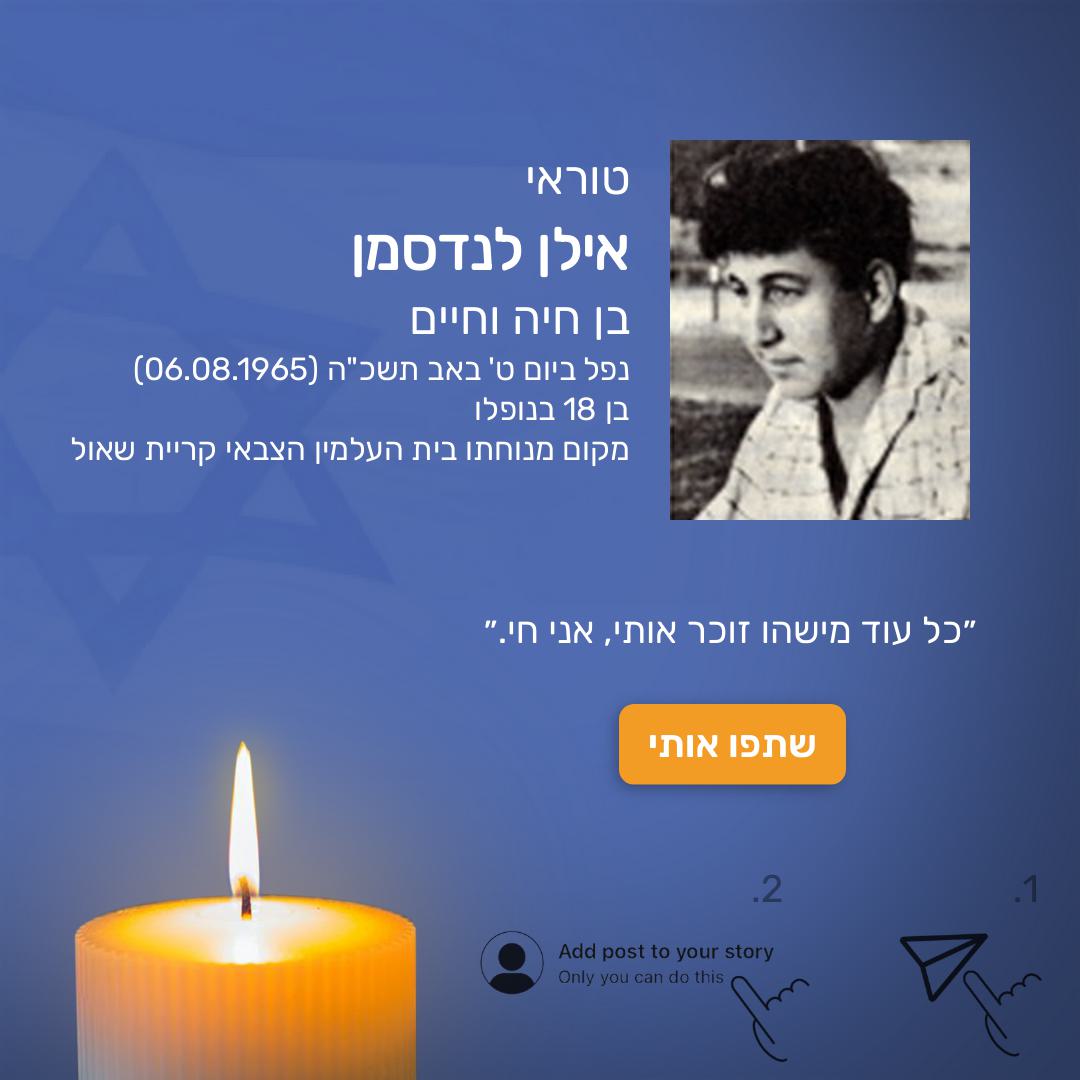 טוראי
אילן לנדסמן
בן חיה וחיים
נפל ביום ט' באב תשכ"ה (06.08.1965)
בן 18 בנופלו
מקום מנוחתו בית העלמין הצבאי קריית שאול
״כל עוד מישהו זוכר אותי, אני חי.״
שתפו אותי
1.
2.
Add post to your story
Only you can do this